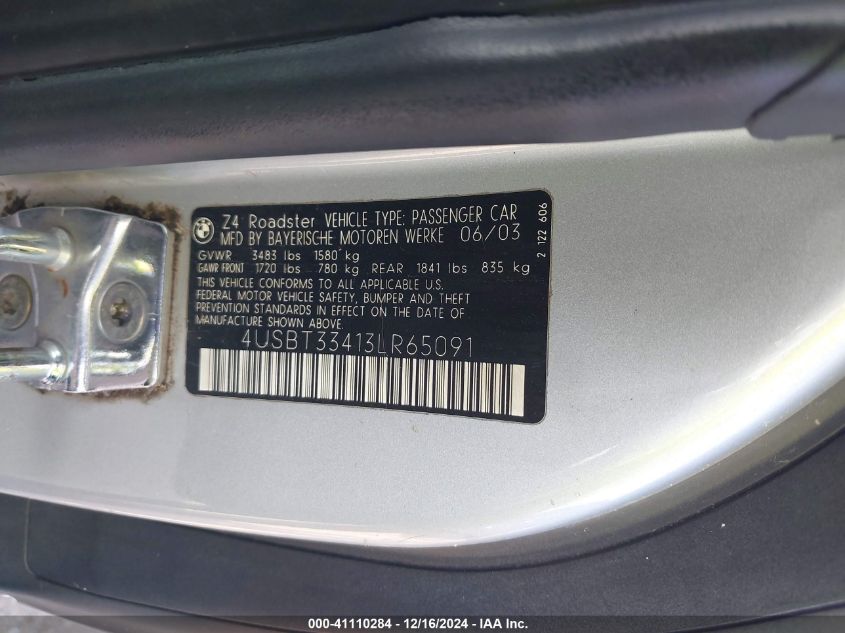 Z4 Roadster VEHICLE TYPE: PASSENGER CAR
MFD BY BAYERISCHE MOTOREN WERKE 06/03
GVWR 3483 lbs 1580 kg
GAWR FRONT 1720 lbs 780 kg REAR 1841 lbs 835 kg
THIS VEHICLE CONFORMS TO ALL APPLICABLE U.S.
FEDERAL MOTOR VEHICLE SAFETY, BUMPER AND THEFT
PREVENTION STANDARDS IN EFFECT ON THE DATE OF
MANUFACTURE SHOWN ABOVE.
4USBT33413LR65091
2 122 606
000-41110284 - 12/16/2024 - IAA Inc.